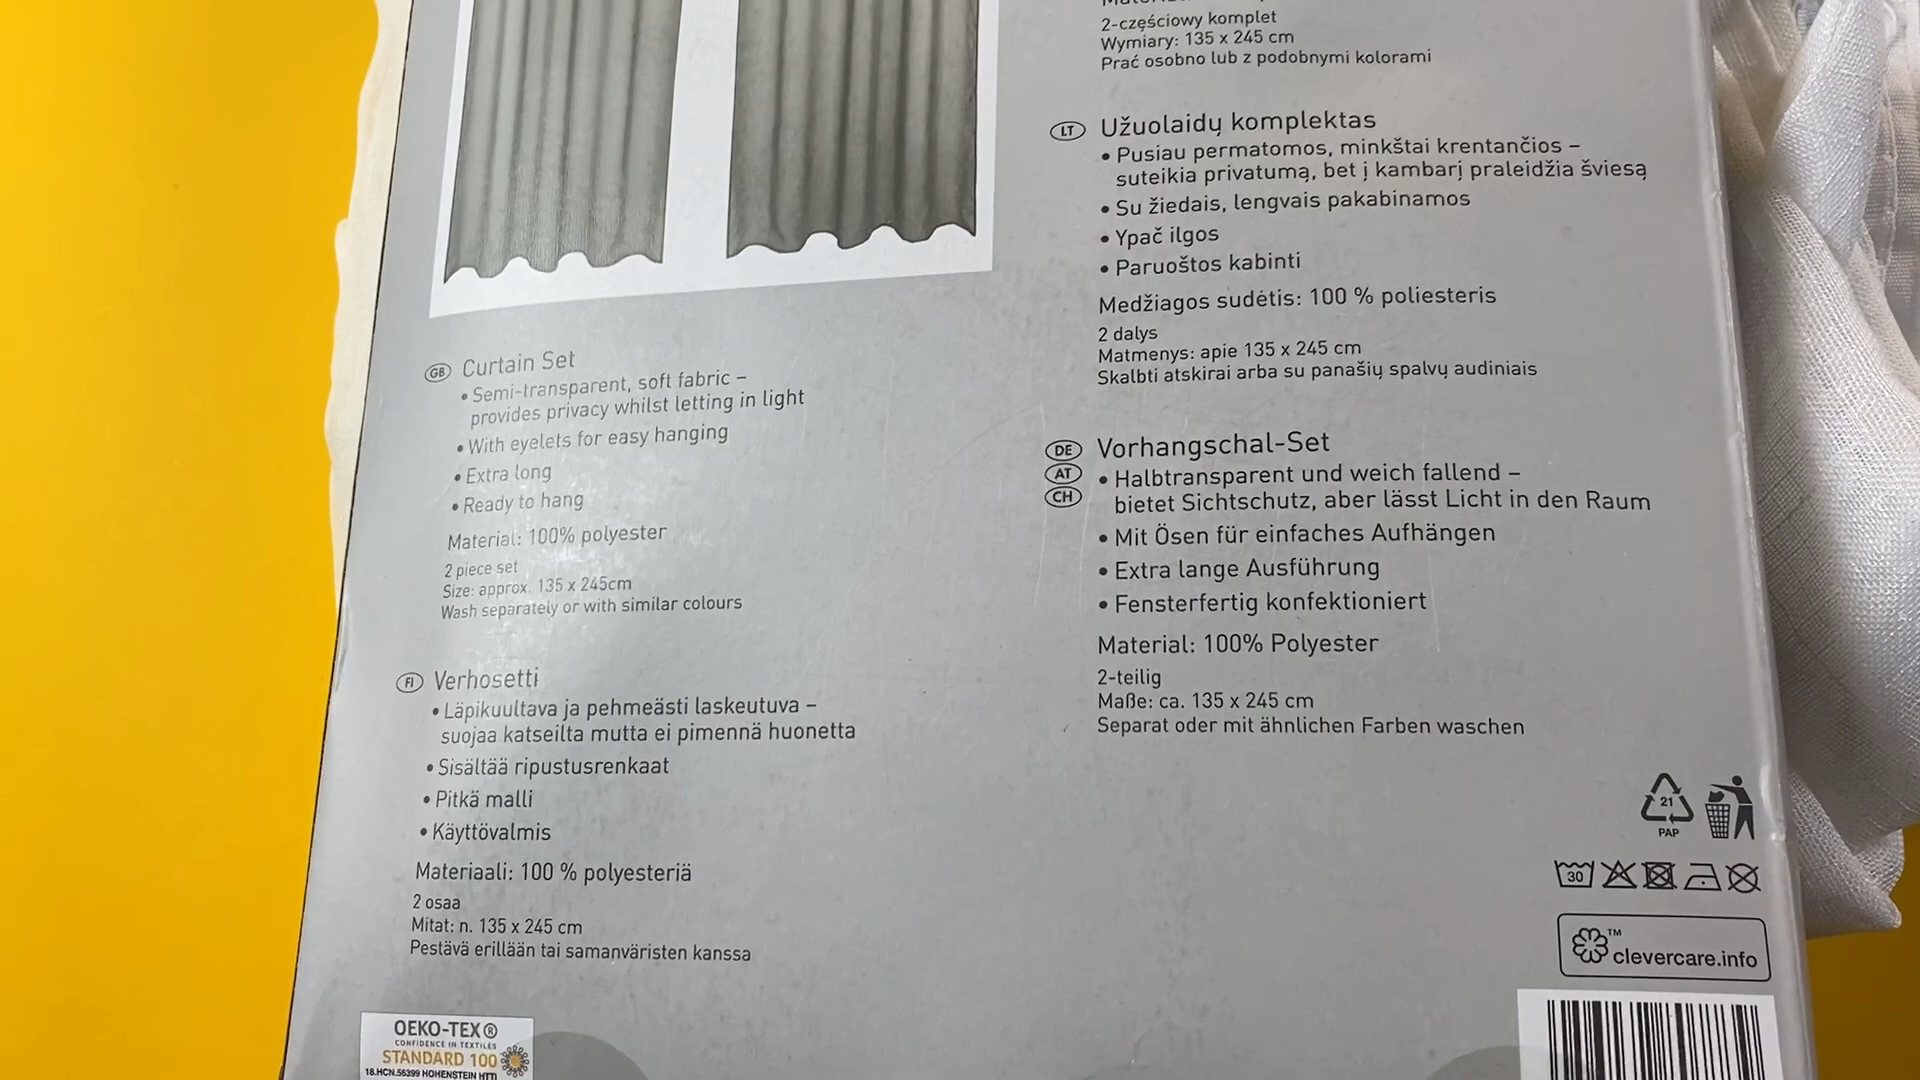 GB Curtain Set
• Semi-transparent, soft fabric –
provides privacy whilst letting in light
• With eyelets for easy hanging
• Extra long
• Ready to hang
Material: 100% polyester
2 piece set
Size: approx. 135 x 245cm
Wash separately or with similar colours
FI Verhosetti
• Läpikuultava ja pehmeästi laskeutuva –
suojaa katseilta mutta ei pimennä huonetta
• Sisältää ripustusrenkaat
• Pitkä malli
• Käyttövalmis
Materiaali: 100 % polyesteriä
2 osaa
Mitat: n. 135 x 245 cm
Pestävä erillään tai samanväristen kanssa
OEKO-TEX®
CONFIDENCE IN TEXTILES
STANDARD 100
18.HCN.56399 HOHENSTEIN HTTI
2-częściowy komplet
Wymiary: 135 x 245 cm
Prać osobno lub z podobnymi kolorami
LT Užuolaidų komplektas
• Pusiau permatomos, minkštai krentančios –
suteikia privatumą, bet į kambarį praleidžia šviesą
• Su žiedais, lengvais pakabinamos
• Ypač ilgos
• Paruoštos kabinti
Medžiagos sudėtis: 100 % poliesteris
2 dalys
Matmenys: apie 135 x 245 cm
Skalbti atskirai arba su panašių spalvų audiniais
DE AT CH Vorhangschal-Set
• Halbtransparent und weich fallend –
bietet Sichtschutz, aber lässt Licht in den Raum
• Mit Ösen für einfaches Aufhängen
• Extra lange Ausführung
• Fensterfertig konfektioniert
Material: 100% Polyester
2-teilig
Maße: ca. 135 x 245 cm
Separat oder mit ähnlichen Farben waschen
21
PAP
30
™
clevercare.info